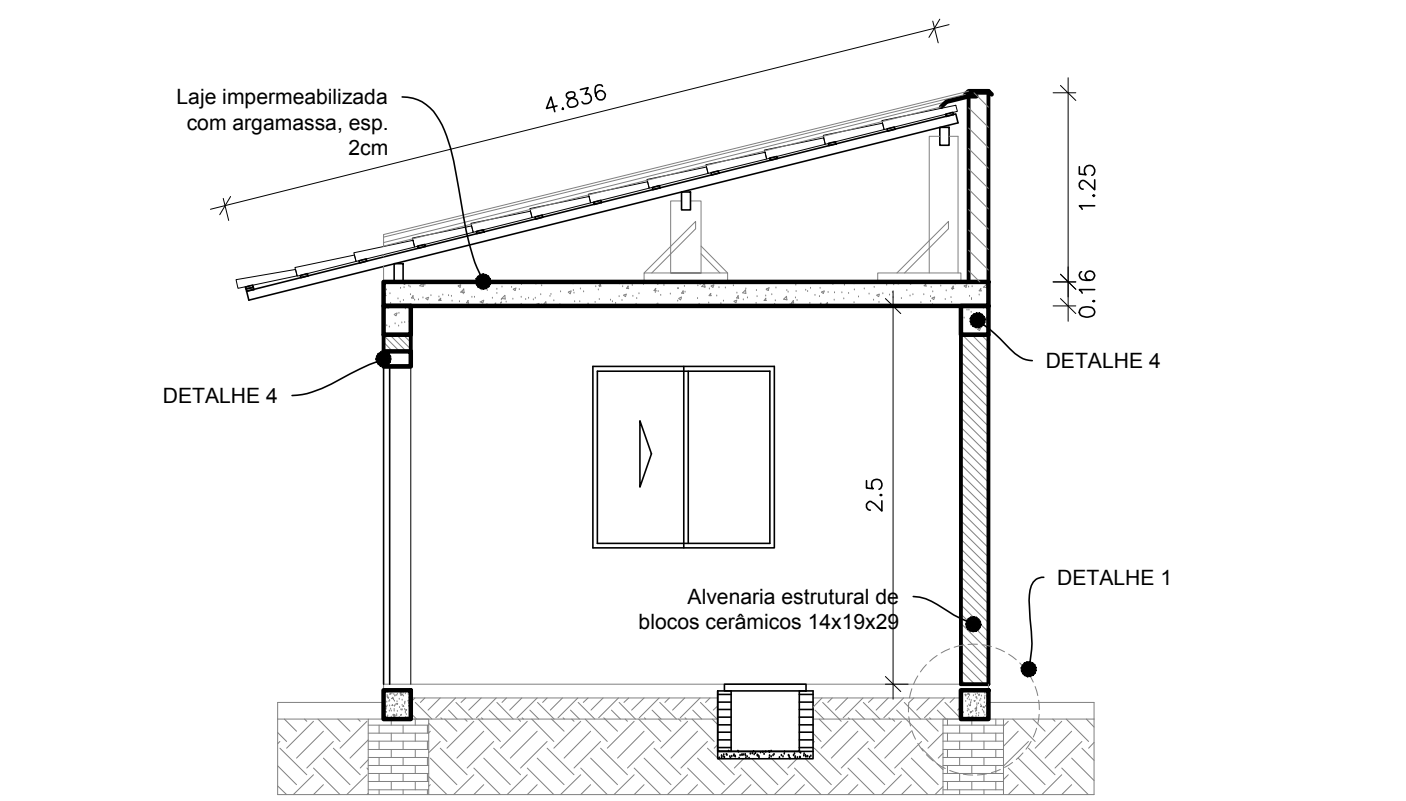 4.836
Laje impermeabilizada
com argamassa, esp.
2cm
1.25
0.16
DETALHE 4
DETALHE 4
2.5
DETALHE 1
Alvenaria estrutural de
blocos cerâmicos 14x19x29